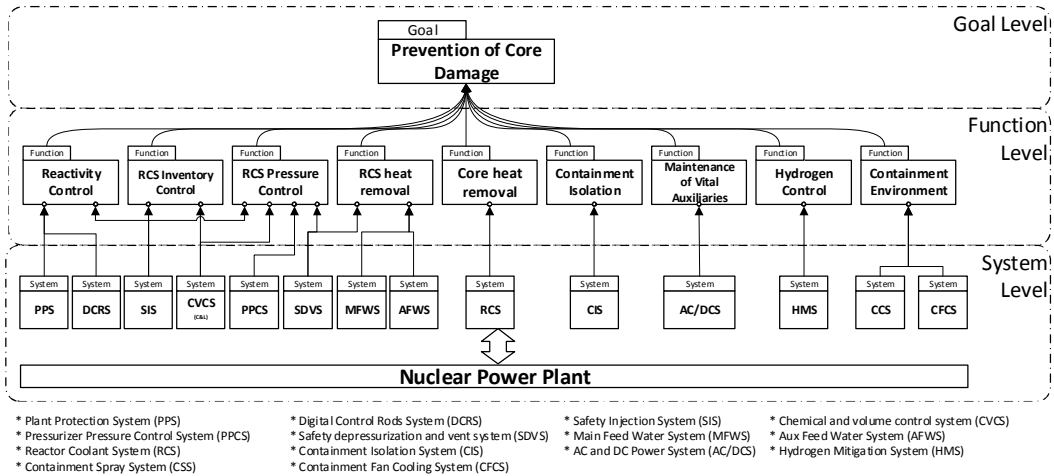 Goal Level
Goal
Prevention of Core
Damage
Function
Level
Function
Function
Function
Function
Function
Function
Function
Function
Function
Reactivity
Control
RCS Inventory
Control
RCS Pressure
Control
RCS heat
removal
Core heat
removal
Containment
Isolation
Maintenance
of Vital
Auxiliaries
Hydrogen
Control
Containment
Environment
System
Level
System
System
System
System
System
System
System
System
System
System
System
System
System
System
PPS
DCRS
SIS
CVCS
(C&L)
PPCS
SDVS
MFWS
AFWS
RCS
CIS
AC/DCS
HMS
CCS
CFCS
Nuclear Power Plant
* Plant Protection System (PPS)
* Digital Control Rods System (DCRS)
* Safety Injection System (SIS)
* Chemical and volume control system (CVCS)
* Pressurizer Pressure Control System (PPCS)
* Safety depressurization and vent system (SDVS)
* Main Feed Water System (MFWS)
* Aux Feed Water System (AFWS)
* Reactor Coolant System (RCS)
* Containment Isolation System (CIS)
* AC and DC Power System (AC/DCS)
* Hydrogen Mitigation System (HMS)
* Containment Spray System (CSS)
* Containment Fan Cooling System (CFCS)